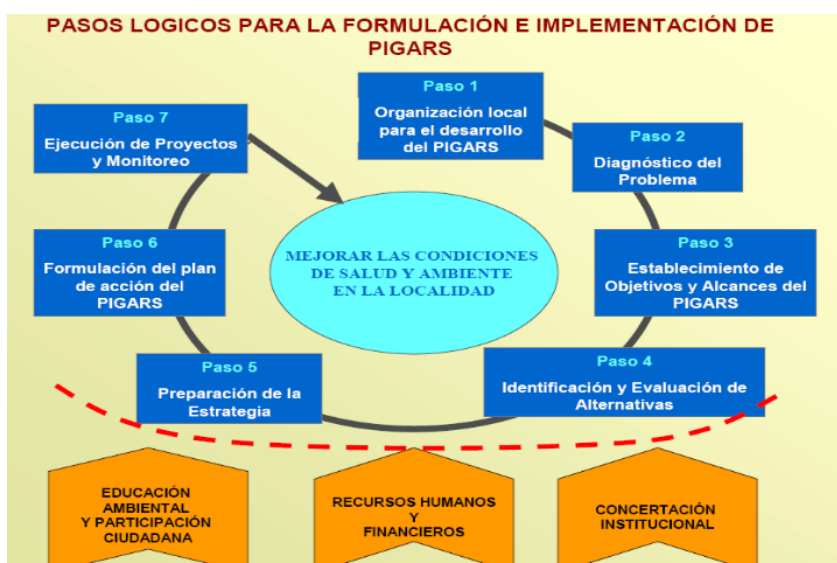 PASOS LOGICOS PARA LA FORMULACIÓN E IMPLEMENTACIÓN DE
PIGARS
Paso 1
Organización local
para el desarrollo
del PIGARS
Paso 2
Diagnóstico del
Problema
Paso 3
Establecimiento de
Objetivos y Alcances del
PIGARS
Paso 4
Identificación y Evaluación de
Alternativas
Paso 5
Preparación de la
Estrategia
Paso 6
Formulación del plan
de acción del
PIGARS
Paso 7
Ejecución de Proyectos
y Monitoreo
MEJORAR LAS CONDICIONES
DE SALUD Y AMBIENTE
EN LA LOCALIDAD
EDUCACIÓN
AMBIENTAL
Y PARTICIPACIÓN
CIUDADANA
RECURSOS HUMANOS
Y
FINANCIEROS
CONCERTACIÓN
INSTITUCIONAL